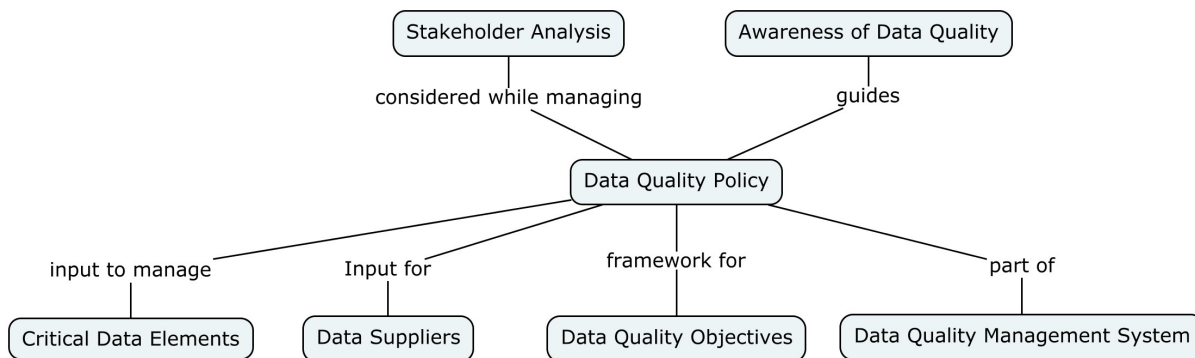 Stakeholder Analysis
Awareness of Data Quality
considered while managing
guides
Data Quality Policy
input to manage
Input for
framework for
part of
Critical Data Elements
Data Suppliers
Data Quality Objectives
Data Quality Management System